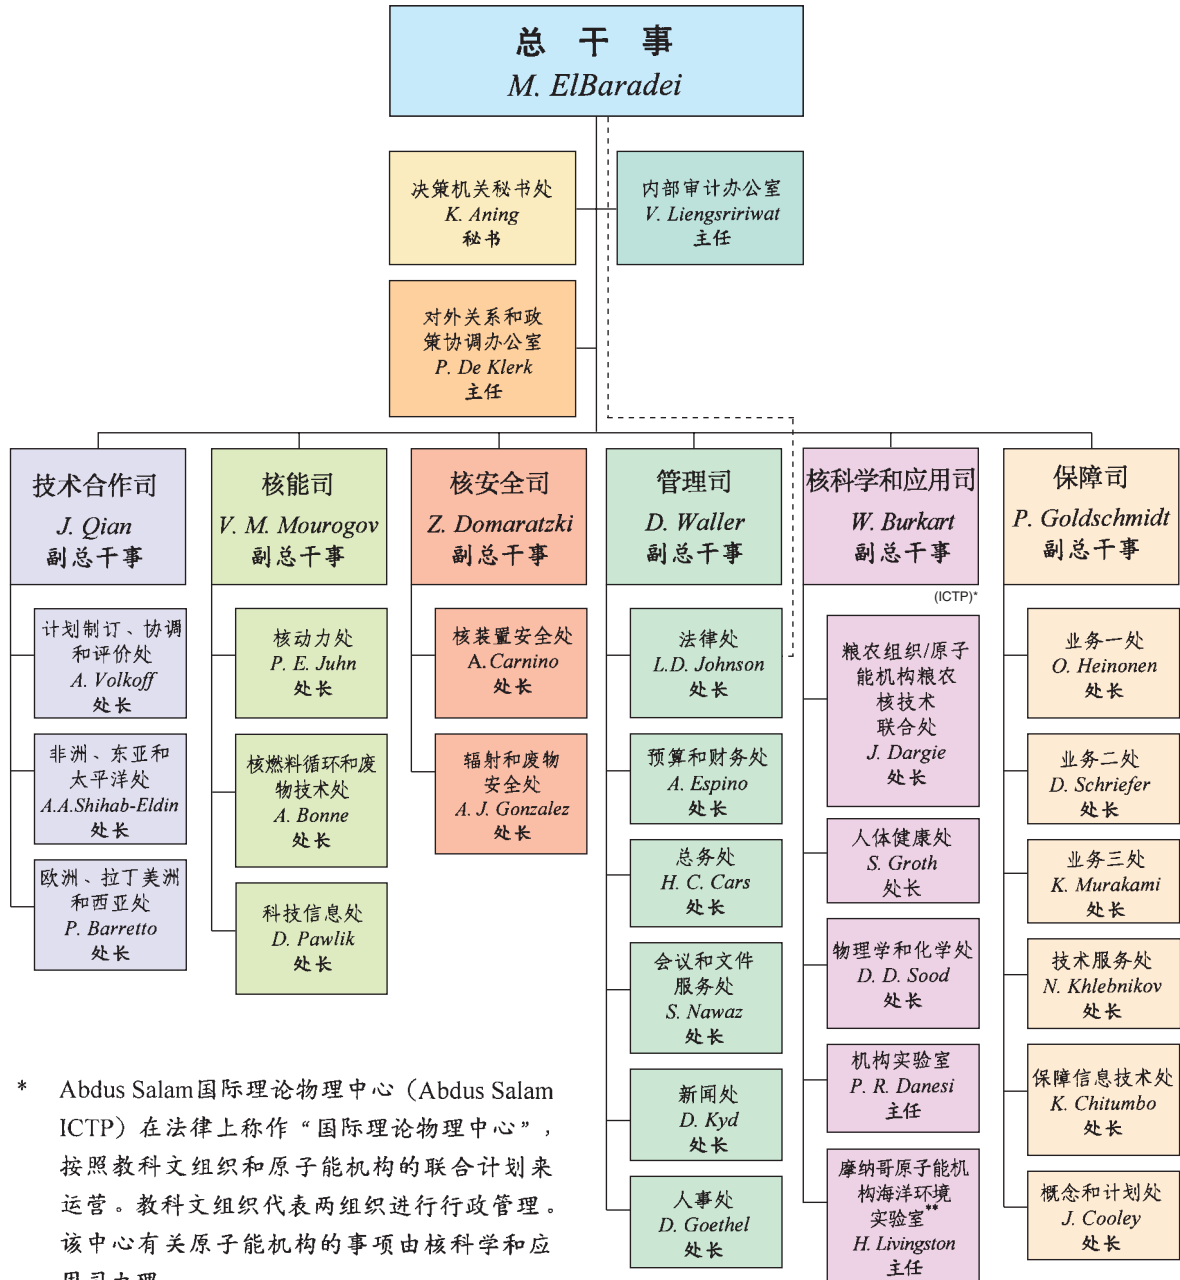 总 干 事
M. ElBaradei
决策机关秘书处
K. Aning
秘书
内部审计办公室
V. Liengsririwat
主任
对外关系和政
策协调办公室
P. De Klerk
主任
技术合作司
J. Qian
副总干事
核能司
V. M. Mourogov
副总干事
核安全司
Z. Domaratzki
副总干事
管理司
D. Waller
副总干事
核科学和应用司
W. Burkart
副总干事
(ICTP)*
保障司
P. Goldschmidt
副总干事
计划制订、协调
和评价处
A. Volkoff
处长
非洲、东亚和
太平洋处
A.A.Shihab-Eldin
处长
欧洲、拉丁美洲
和西亚处
P. Barretto
处长
核动力处
P. E. Juhn
处长
核燃料循环和废
物技术处
A. Bonne
处长
科技信息处
D. Pawlik
处长
核装置安全处
A. Carnino
处长
辐射和废物
安全处
A. J. Gonzalez
处长
法律处
L.D. Johnson
处长
预算和财务处
A. Espino
处长
总务处
H. C. Cars
处长
会议和文件
服务处
S. Nawaz
处长
新闻处
D. Kyd
处长
人事处
D. Goethel
处长
粮农组织/原子
能机构粮农
核技术
联合处
J. Dargie
处长
人体健康处
S. Groth
处长
物理学和化学处
D. D. Sood
处长
机构实验室
P. R. Danesi
主任
摩纳哥原子能机
构海洋环境
实验室**
H. Livingston
主任
业务一处
O. Heinonen
处长
业务二处
D. Schriefer
处长
业务三处
K. Murakami
处长
技术服务处
N. Khlebnikov
处长
保障信息技术处
K. Chitumbo
处长
概念和计划处
J. Cooley
处长
* Abdus Salam国际理论物理中心（Abdus Salam
ICTP）在法律上称作“国际理论物理中心”，
按照教科文组织和原子能机构的联合计划来
运营。教科文组织代表两组织进行行政管理。
该中心有关原子能机构的事项由核科学和应